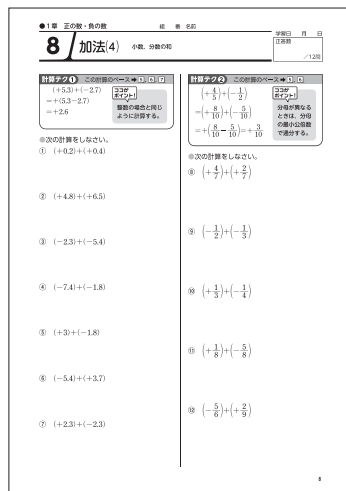 ●1章 正の数・負の数
組 番 名前
学習日 月 日
8 加法(4) 小数，分数の和
正答数
/12問
計算テク① この計算のベース➡5，6，7
(+5.3)+(−2.7)
=+(5.3−2.7)
=+2.6
ココがポイント!
整数の場合と同じ
ように計算する。
◎次の計算をしなさい。
① (+0.2)+(+0.4)
② (+4.8)+(+6.5)
③ (−2.3)+(−5.4)
④ (−7.4)+(−1.8)
⑤ (+3)+(−1.8)
⑥ (−5.4)+(+3.7)
⑦ (+2.3)+(−2.3)
計算テク② この計算のベース➡5，6
(+4/5)+(−1/2)
=(+8/10)+(−5/10)
=+(8/10−5/10)=+3/10
ココがポイント!
分母が異なる
ときは，分母
の最小公倍数
で通分する。
◎次の計算をしなさい。
⑧ (+4/7)+(+2/7)
⑨ (−1/2)+(−1/3)
⑩ (+1/3)+(−1/4)
⑪ (+1/8)+(−5/8)
⑫ (−5/6)+(+2/9)
8